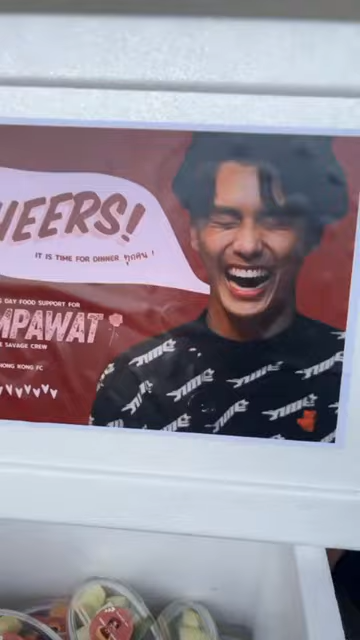 HEERS!
IT IS TIME FOR DINNER ทุกคน !
DAY FOOD SUPPORT FOR
MPAWAT
SAVAGE CREW
HONG KONG FC